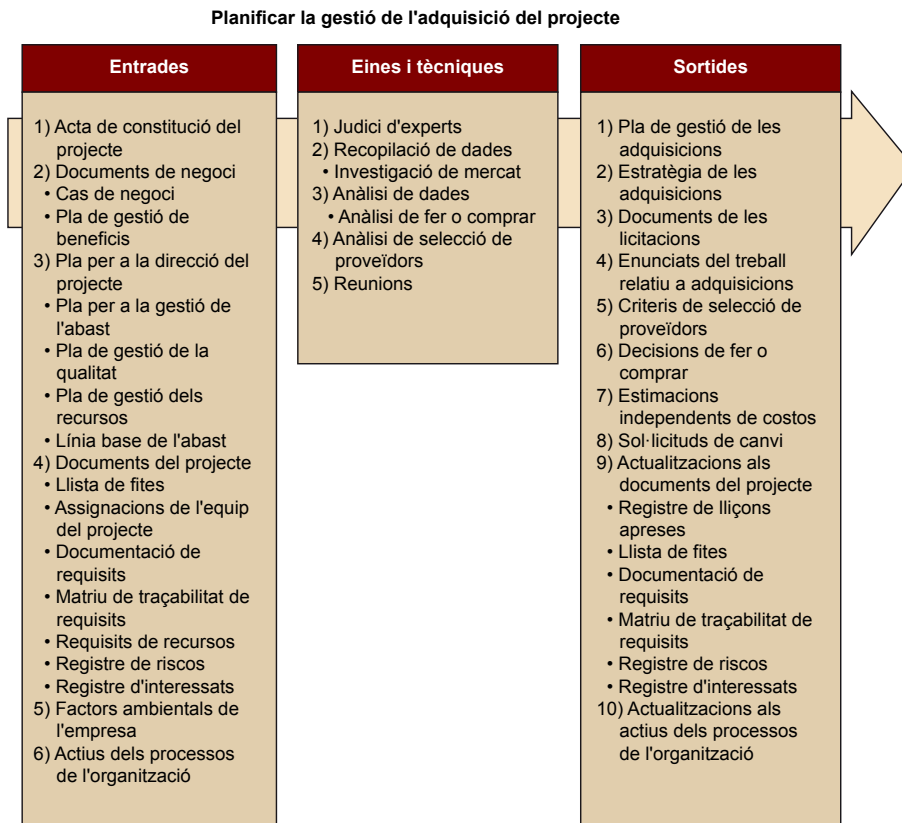 Planificar la gestió de l'adquisició del projecte
Entrades
1) Acta de constitució del
projecte
2) Documents de negoci
• Cas de negoci
• Pla de gestió de
beneficis
3) Pla per a la direcció del
projecte
• Pla per a la gestió de
l'abast
• Pla de gestió de la
qualitat
• Pla de gestió dels
recursos
• Línia base de l'abast
4) Documents del projecte
• Llista de fites
• Assignacions de l'equip
del projecte
• Documentació de
requisits
• Matriu de traçabilitat de
requisits
• Requisits de recursos
• Registre de riscos
• Registre d'interessats
5) Factors ambientals de
l'empresa
6) Actius dels processos
de l'organització
Eines i tècniques
1) Judici d'experts
2) Recopilació de dades
• Investigació de mercat
3) Anàlisi de dades
• Anàlisi de fer o comprar
4) Anàlisi de selecció de
proveïdors
5) Reunions
Sortides
1) Pla de gestió de les
adquisicions
2) Estratègia de les
adquisicions
3) Documents de les
licitacions
4) Enunciats del treball
relatiu a adquisicions
5) Criteris de selecció de
proveïdors
6) Decisions de fer o
comprar
7) Estimacions
independents de costos
8) Sol·licituds de canvi
9) Actualitzacions als
documents del projecte
• Registre de lliçons
apreses
• Llista de fites
• Documentació de
requisits
• Matriu de traçabilitat de
requisits
• Registre de riscos
• Registre d'interessats
10) Actualitzacions als
actius dels processos
de l'organització